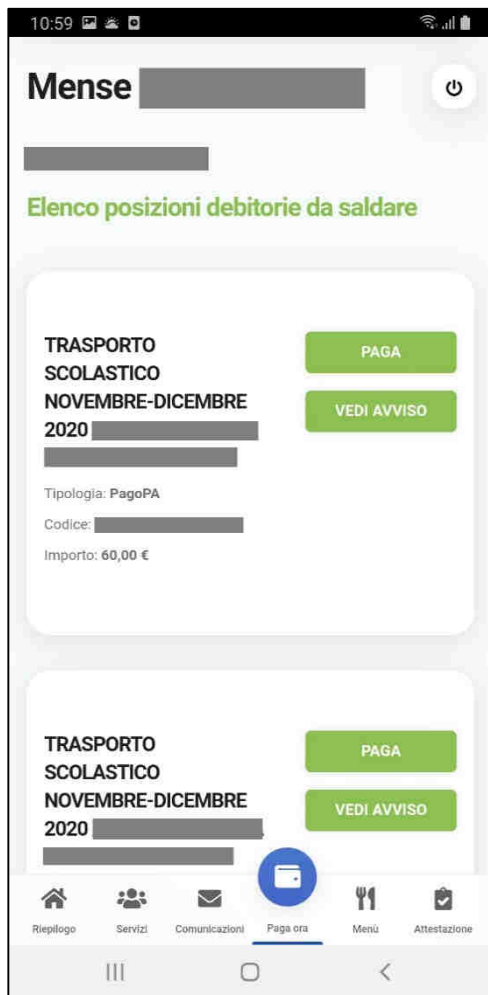 10:59
Mense
Elenco posizioni debitorie da saldare
TRASPORTO
SCOLASTICO
NOVEMBRE-DICEMBRE
2020
Tipologia: PagoPA
Codice:
Importo: 60,00 €
PAGA
VEDI AVVISO
TRASPORTO
SCOLASTICO
NOVEMBRE-DICEMBRE
2020
PAGA
VEDI AVVISO
Riepilogo
Servizi
Comunicazioni
Paga ora
Menù
Attestazione